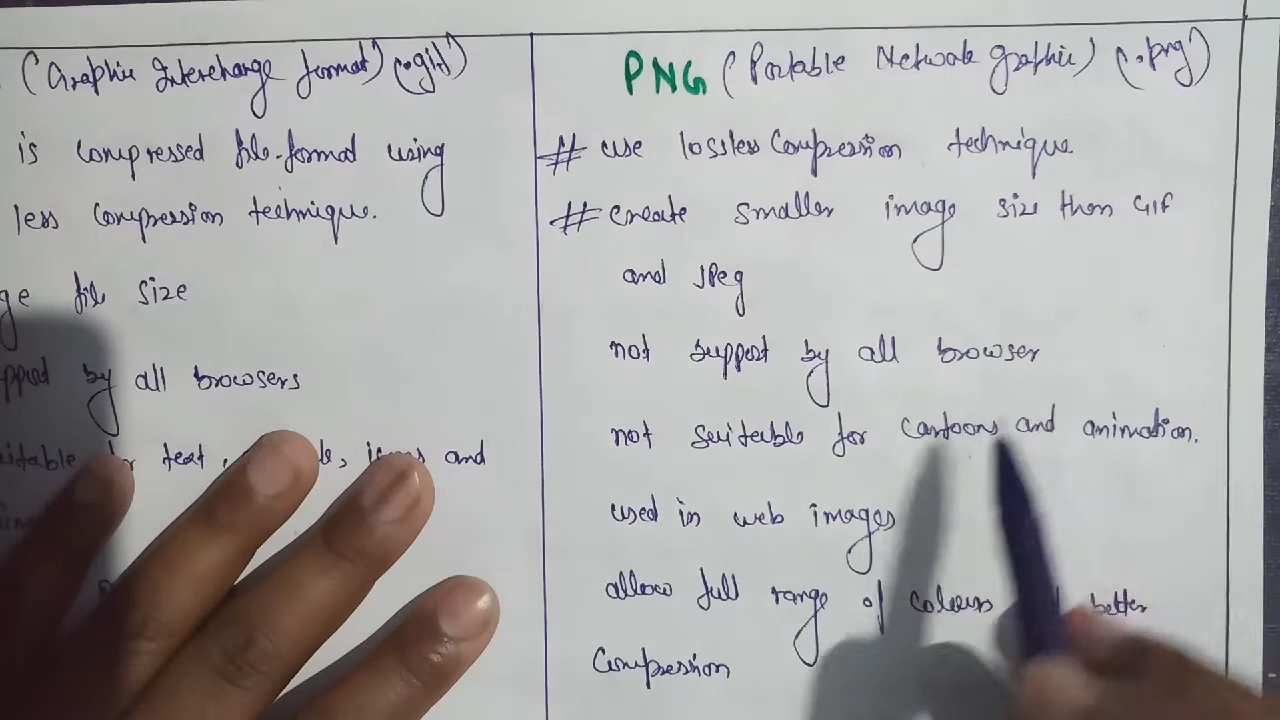 (Graphic Interchange format) (.gif)
is compressed file-format using
less compression technique.
file size
by all browsers
text, and
PNG (Portable Network graphic) (.png)
# use lossless Compression technique.
# create smaller image size then GIF
and JPeg
not support by all browser
not suitable for cartoons and animation.
used in web images
allow full range of colours better
Compression